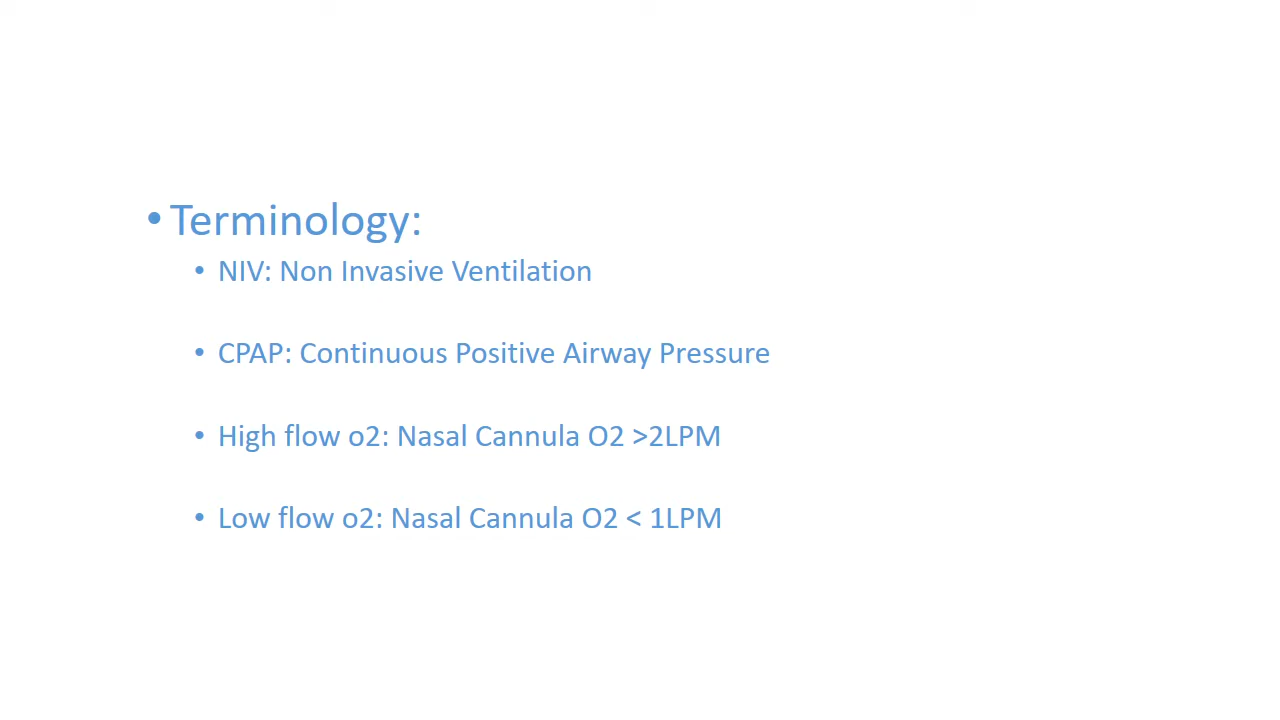 • Terminology:
• NIV: Non Invasive Ventilation
• CPAP: Continuous Positive Airway Pressure
• High flow o2: Nasal Cannula O2 >2LPM
• Low flow o2: Nasal Cannula O2 < 1LPM